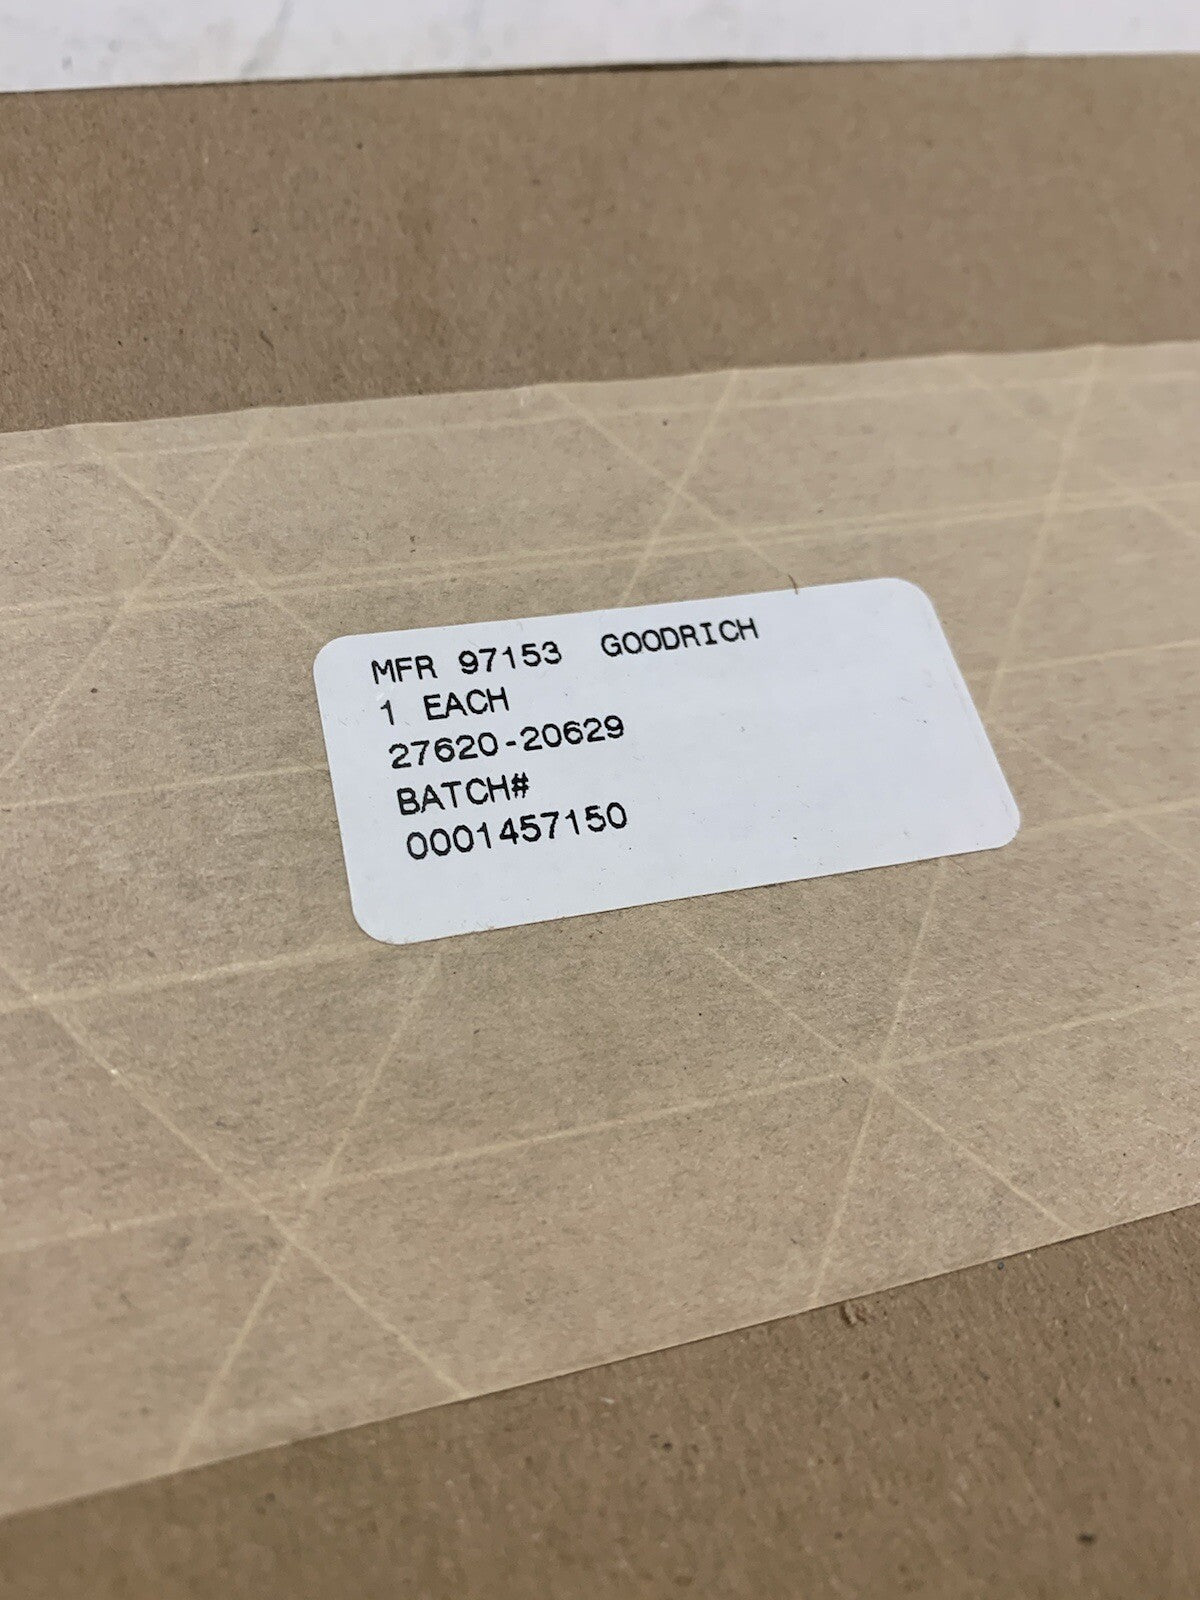 MFR 97153 GOODRICH
1 EACH
27620-20629
BATCH#
0001457150